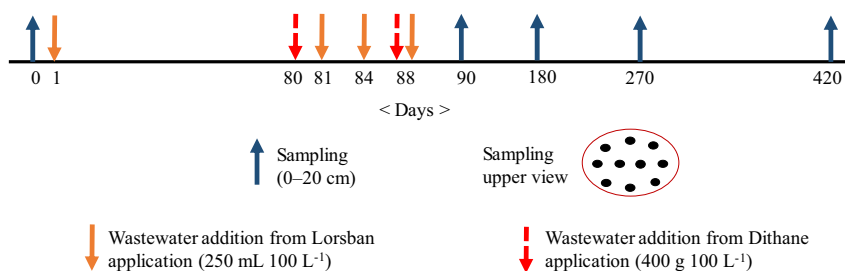 0 1 80 81 84 88 90 180 270 420
< Days >
Sampling
(0–20 cm)
Sampling
upper view
Wastewater addition from Lorsban
application (250 mL 100 L⁻¹)
Wastewater addition from Dithane
application (400 g 100 L⁻¹)